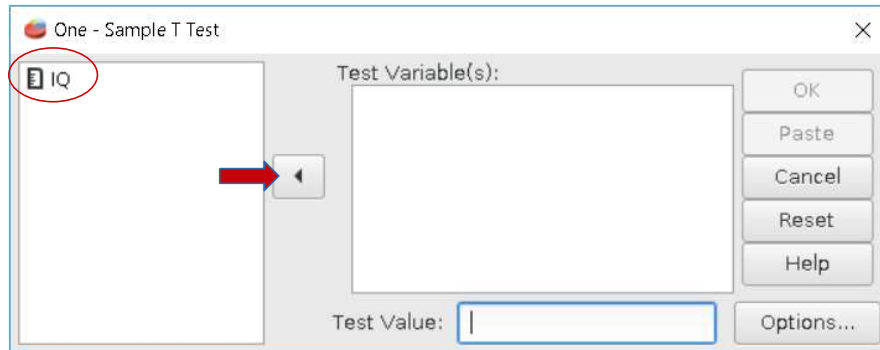 One - Sample T Test
IQ
Test Variable(s):
OK
Paste
Cancel
Reset
Help
Test Value:
Options...